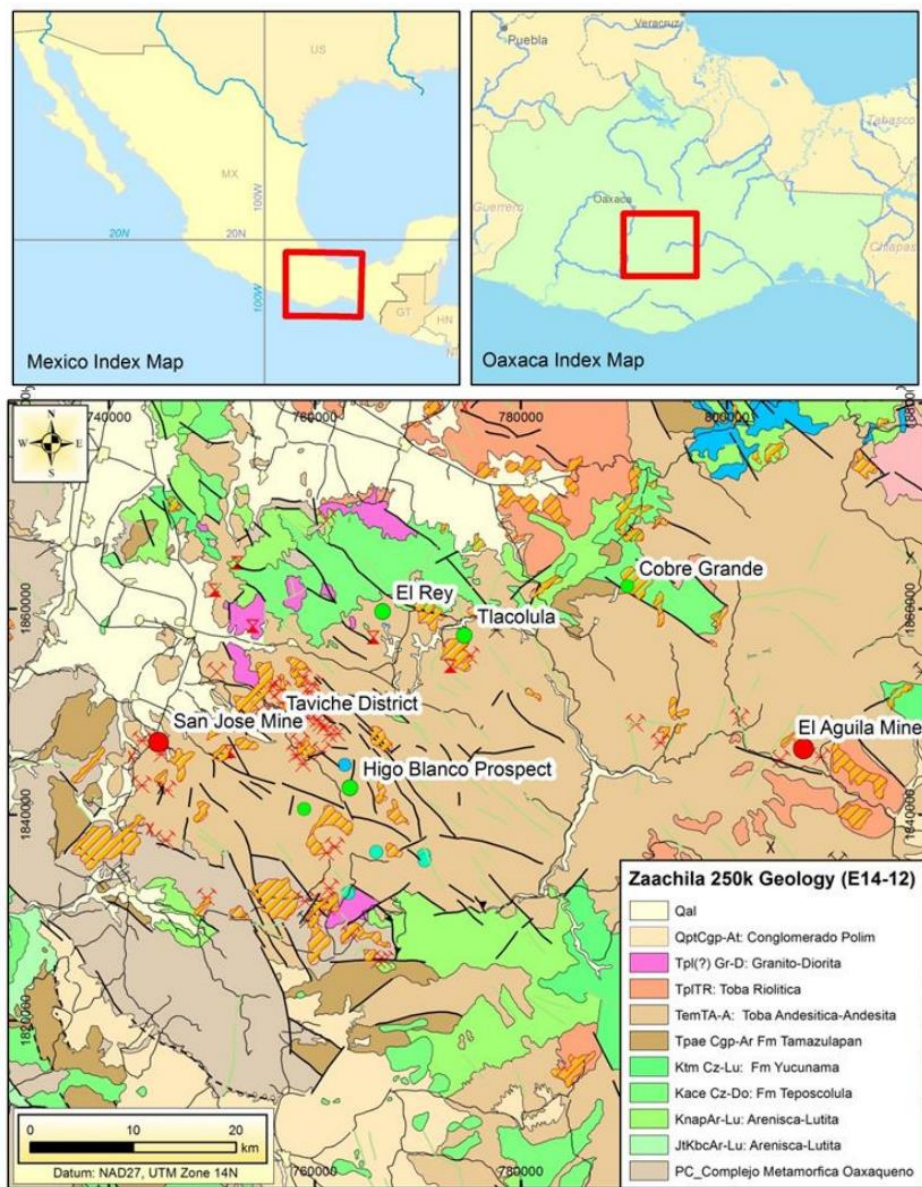 US
MX
100W
20N
20N
100W
GT
HN
Mexico Index Map
Veracruz
Puebla
Tabasco
Oaxaca
Guerrero
Chiapas
Oaxaca Index Map
740000
760000
780000
800000
N
W E
S
Cobre Grande
El Rey
1860000
1860000
Tlacolula
Taviche District
San Jose Mine
El Aguila Mine
Higo Blanco Prospect
1840000
1840000
Zaachila 250k Geology (E14-12)
Qal
QptCgp-At: Conglomerado Polim
Tpl(?) Gr-D: Granito-Diorita
TplTR: Toba Riolitica
TemTA-A: Toba Andesitica-Andesita
Tpae Cgp-Ar Fm Tamazulapan
Ktm Cz-Lu: Fm Yucunama
Kace Cz-Do: Fm Teposcolula
KnapAr-Lu: Arenisca-Lutita
JtKbcAr-Lu: Arenisca-Lutita
PC_Complejo Metamorfica Oaxaqueno
1820000
0 10 20
km
Datum: NAD27, UTM Zone 14N
760000
780000